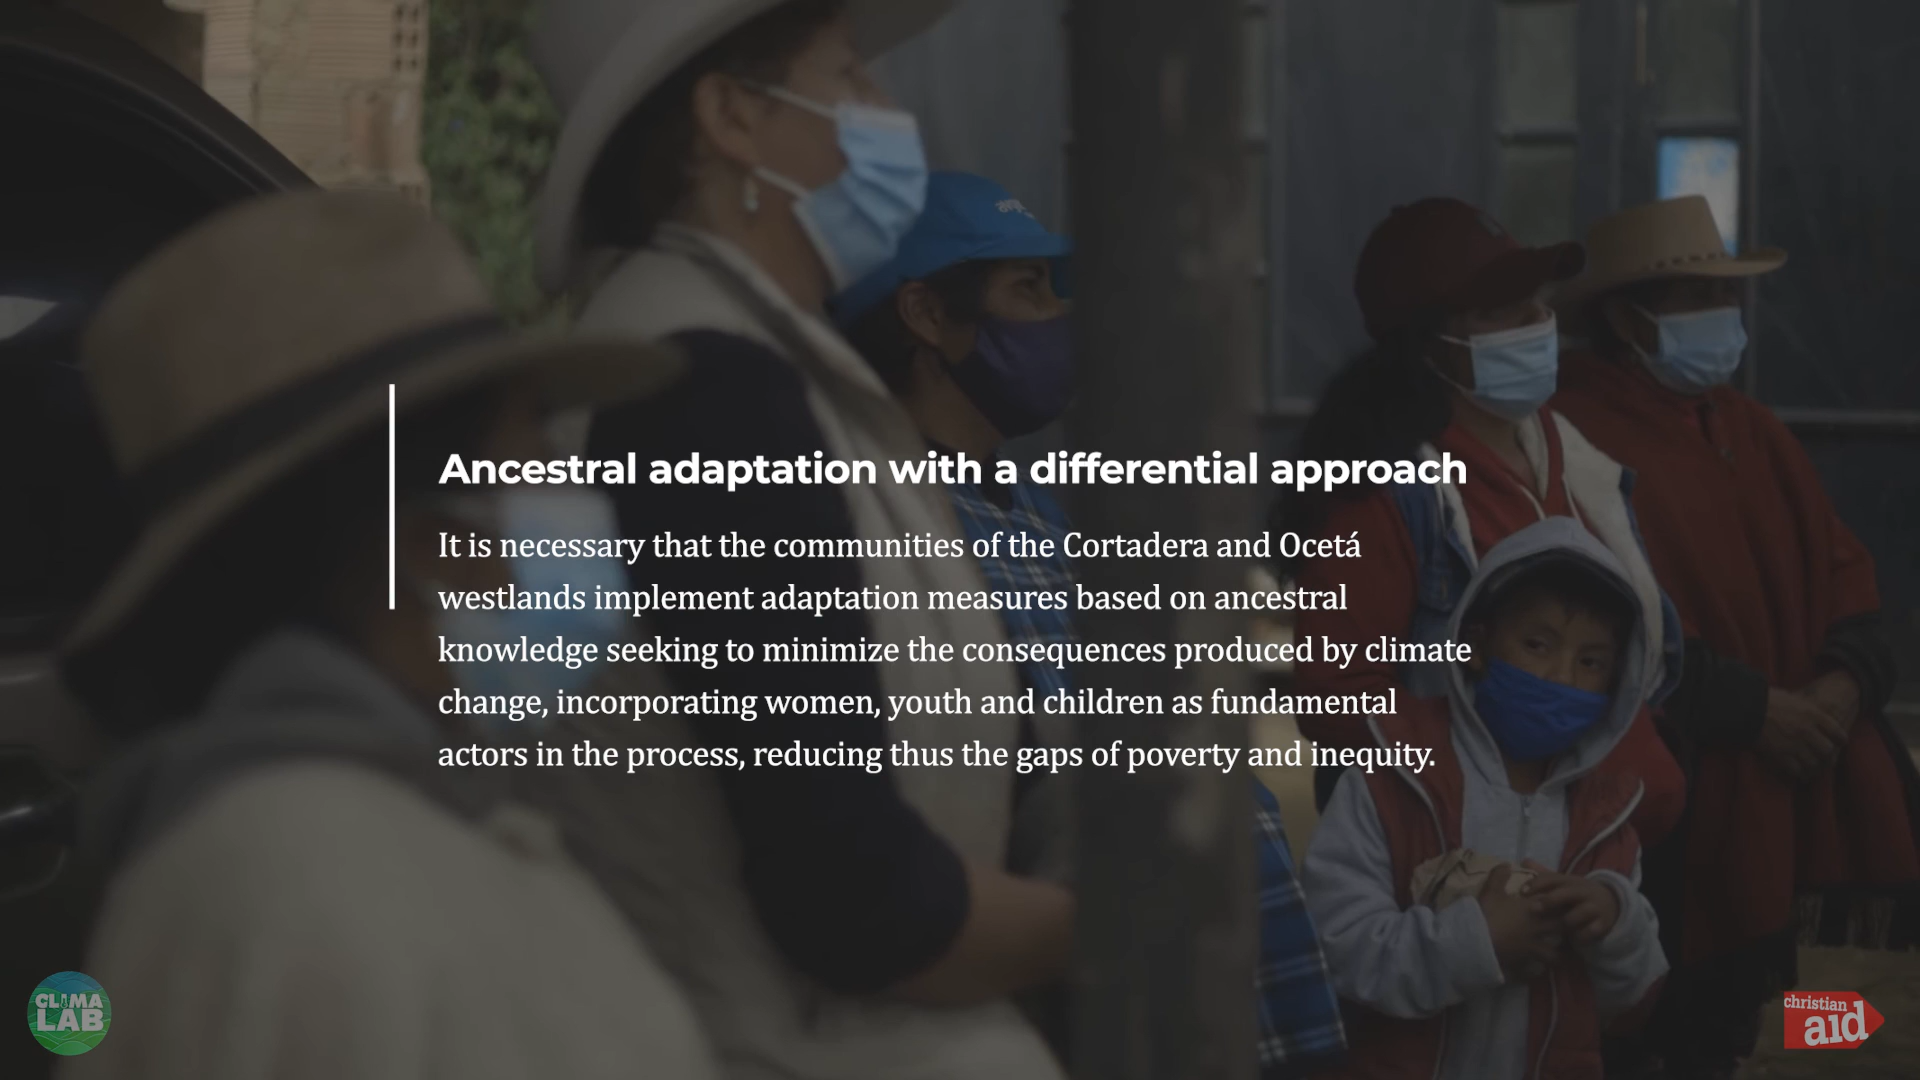 Ancestral adaptation with a differential approach
It is necessary that the communities of the Cortadera and Ocetá
westlands implement adaptation measures based on ancestral
knowledge seeking to minimize the consequences produced by climate
change, incorporating women, youth and children as fundamental
actors in the process, reducing thus the gaps of poverty and inequity.
CLIMA
LAB
christian
aid